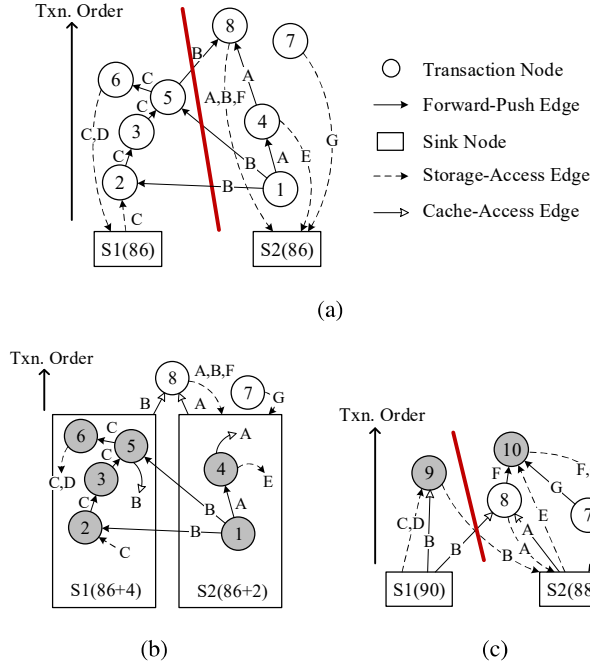 Txn. Order
8
7
B
6
C
5
A
A,B,F
C
4
G
C,D
3
B
E
C
A
2
B
1
C
S1(86)
S2(86)
Transaction Node
Forward-Push Edge
Sink Node
Storage-Access Edge
Cache-Access Edge
(a)
Txn. Order
8
A,B,F
7
G
B
A
C
6
5
A
C
4
C,D
3
B
E
C
B
A
2
B
1
C
S1(86+4)
S2(86+2)
(b)
Txn. Order
10
9
F,
F
G
8
C,D
E
B
B
B
A
A
S1(90)
S2(88
(c)